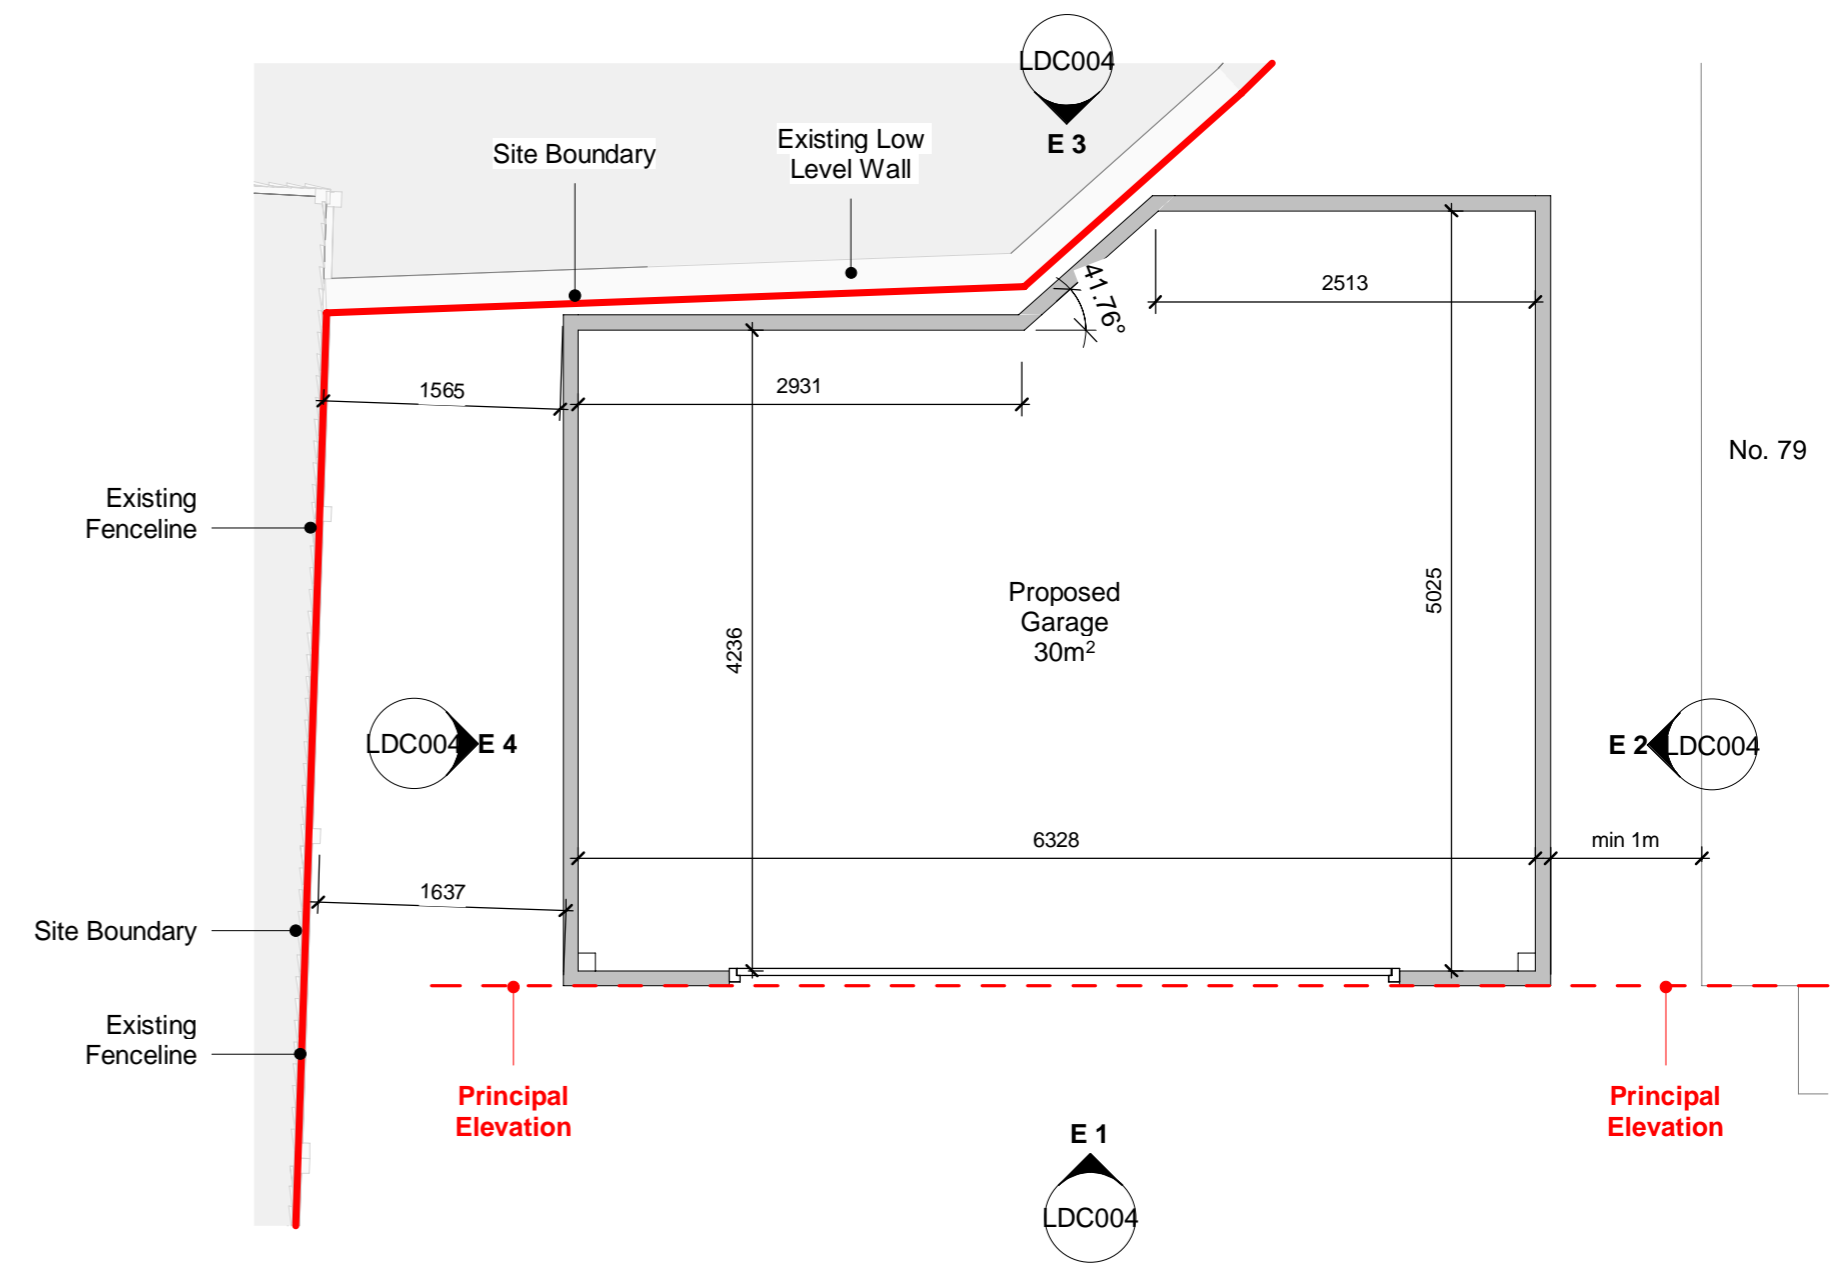 LDC004
E 3
Site Boundary
Existing Low
Level Wall
41.76°
2513
1565
2931
No. 79
Existing
Fenceline
Proposed
Garage
30m²
5025
4236
LDC004
E 4
E 2
LDC004
6328
min 1m
1637
Site Boundary
Existing
Fenceline
Principal
Elevation
Principal
Elevation
E 1
LDC004